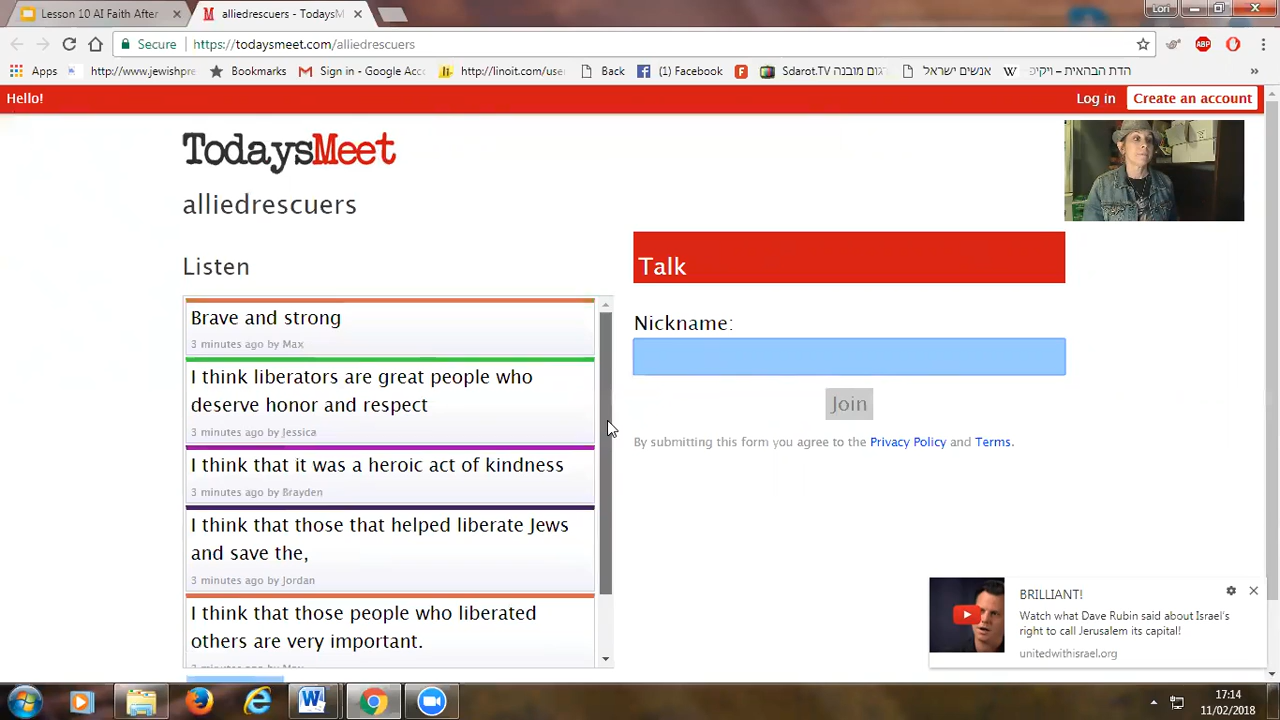 Lesson 10 AI Faith After
alliedrescuers - TodaysM
Lori
Secure
https://todaysmeet.com/alliedrescuers
ABP
Apps
http://www.jewishpre
Bookmarks
Sign in - Google Acc
http://linoit.com/use
Back
(1) Facebook
Sdarot.TV תרגום מובנה
אנשים ישראל
הדת הבהאית – ויקיפ
»
Hello!
Log in
Create an account
TodaysMeet
alliedrescuers
Listen
Brave and strong
3 minutes ago by Max
I think liberators are great people who
deserve honor and respect
3 minutes ago by Jessica
I think that it was a heroic act of kindness
3 minutes ago by Brayden
I think that those that helped liberate Jews
and save the,
3 minutes ago by Jordan
I think that those people who liberated
others are very important.
Talk
Nickname:
Join
By submitting this form you agree to the Privacy Policy and Terms.
BRILLIANT!
Watch what Dave Rubin said about Israel's
right to call Jerusalem its capital!
unitedwithisrael.org
17:14
11/02/2018